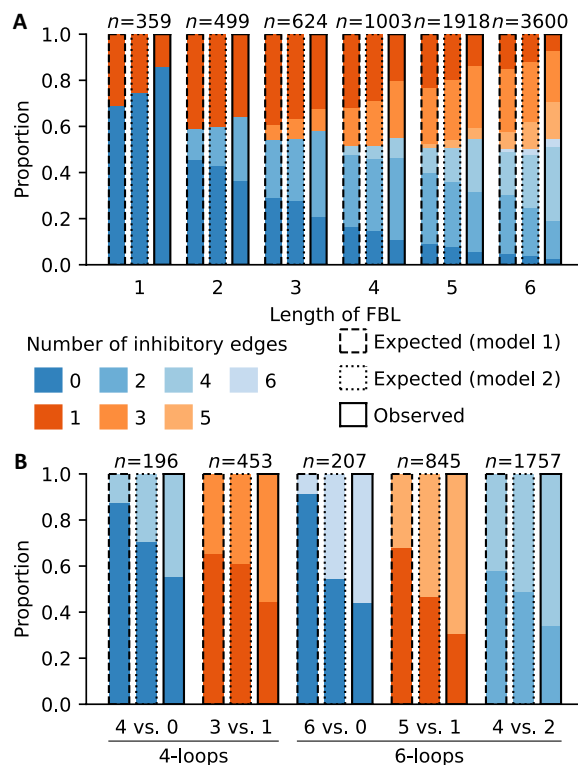 A
n=359 n=499 n=624 n=1003 n=1918 n=3600
1.0
0.8
0.6
0.4
0.2
0.0
Proportion
1 2 3 4 5 6
Length of FBL
Number of inhibitory edges
0 2 4 6
1 3 5
Expected (model 1)
Expected (model 2)
Observed
B
n=196 n=453 n=207 n=845 n=1757
1.0
0.8
0.6
0.4
0.2
0.0
Proportion
4 vs. 0 3 vs. 1 6 vs. 0 5 vs. 1 4 vs. 2
4-loops 6-loops